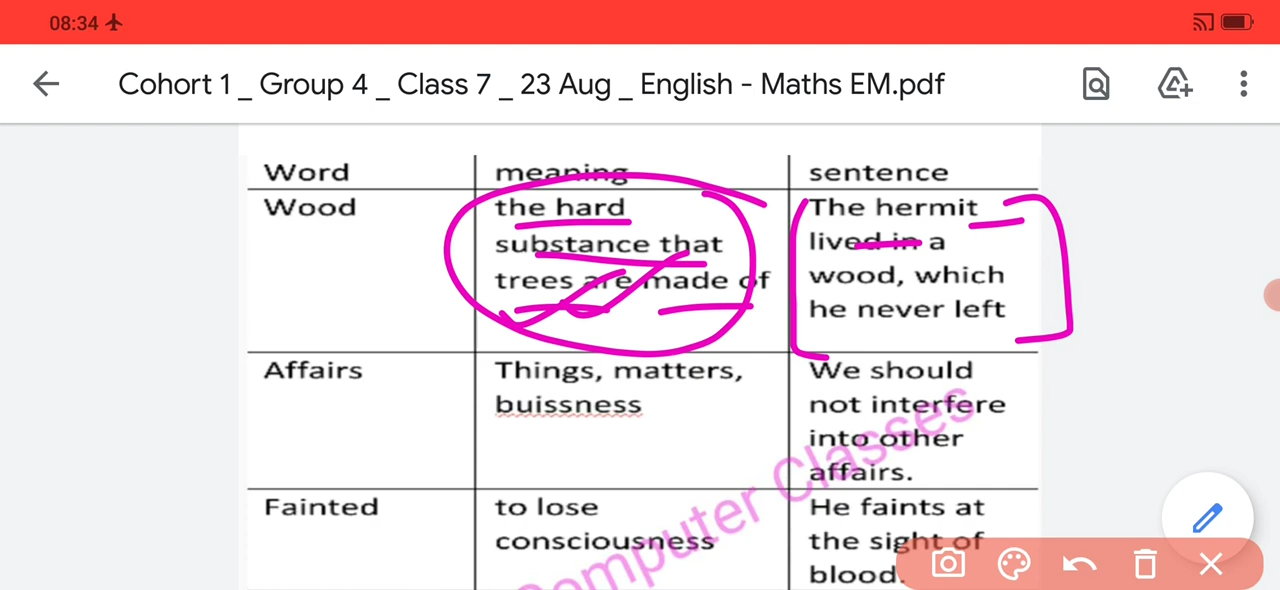 08:34
Cohort 1 _ Group 4 _ Class 7 _ 23 Aug _ English - Maths EM.pdf
Word meaning sentence
Wood the hard The hermit
substance that lived in a
trees are made of wood, which
he never left
Affairs Things, matters, We should
buissness not interfere
into other
affairs.
Fainted to lose He faints at
consciousness the sight of
blood.
Computer Classes